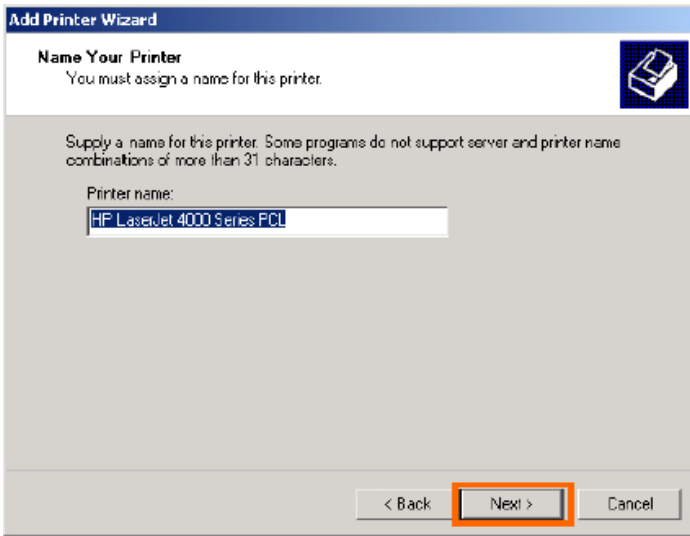 Add Printer Wizard
Name Your Printer
You must assign a name for this printer.
Supply a name for this printer. Some programs do not support server and printer name
combinations of more than 31 characters.
Printer name:
HP LaserJet 4000 Series PCL
< Back Next > Cancel